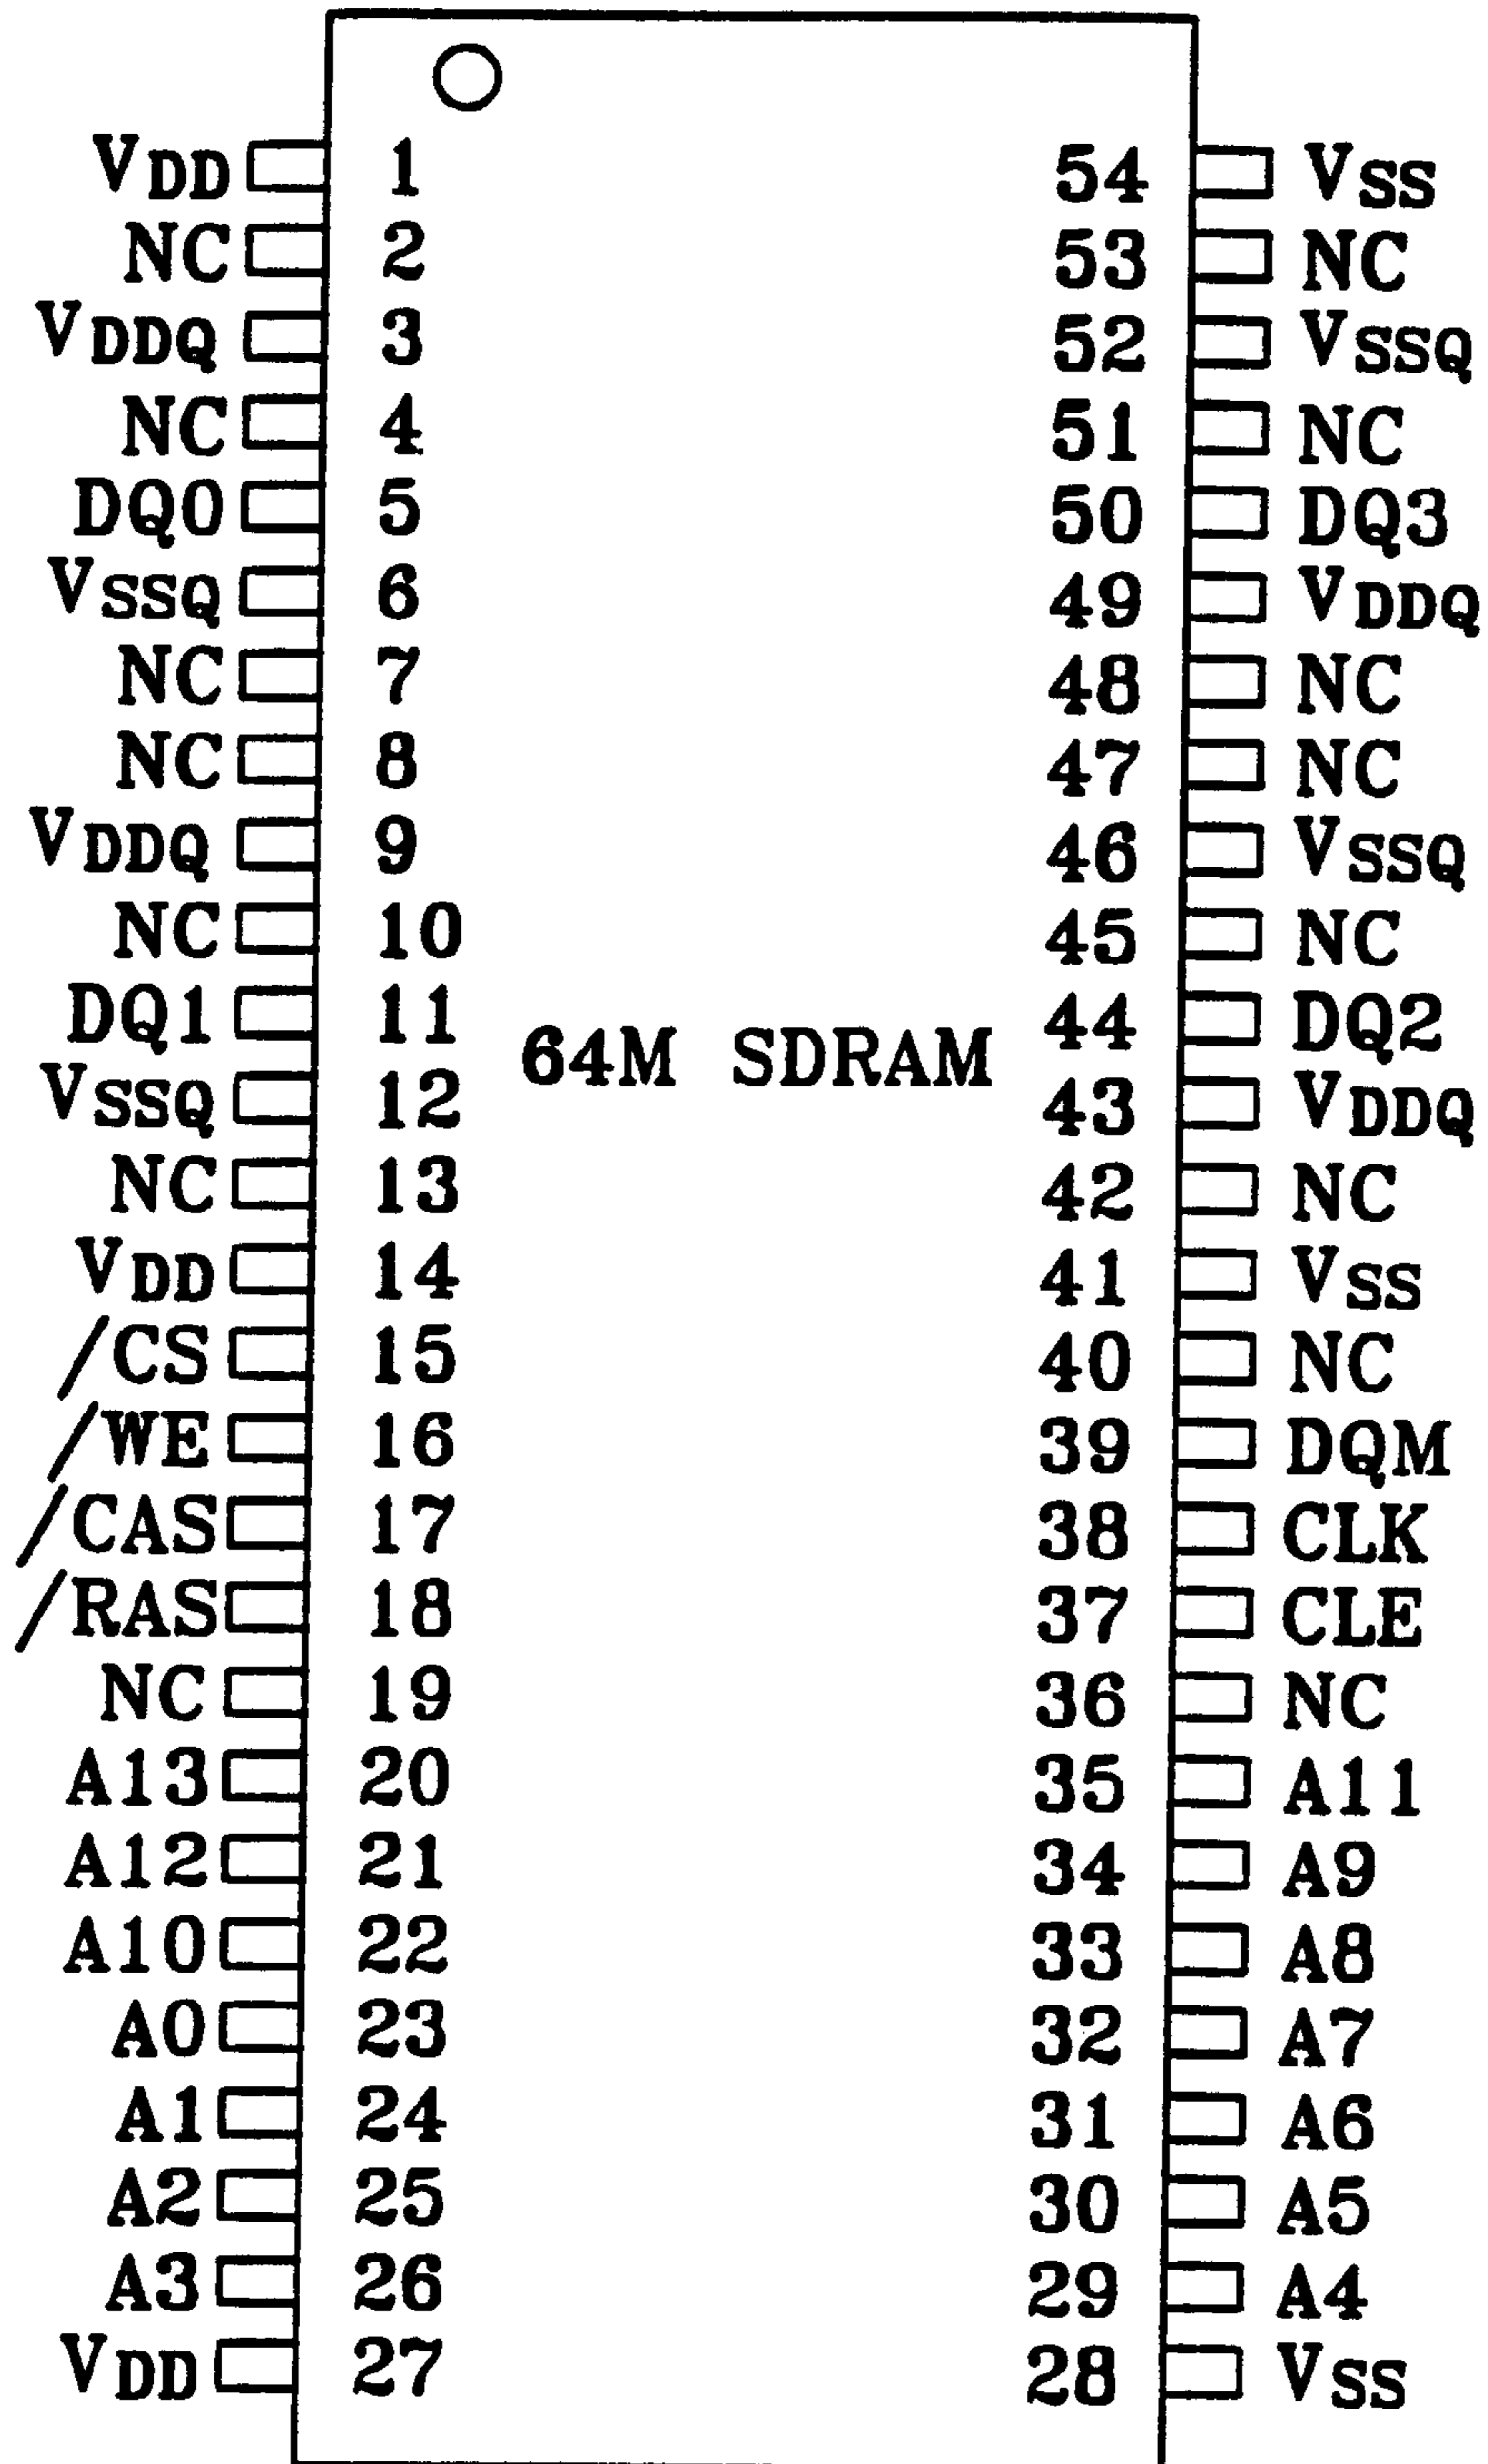 VDD 1 54 VSS
NC 2 53 NC
VDDQ 3 52 VSSQ
NC 4 51 NC
DQ0 5 50 DQ3
VSSQ 6 49 VDDQ
NC 7 48 NC
NC 8 47 NC
VDDQ 9 46 VSSQ
NC 10 45 NC
DQ1 11 64M SDRAM 44 DQ2
VSSQ 12 43 VDDQ
NC 13 42 NC
VDD 14 41 VSS
/CS 15 40 NC
/WE 16 39 DQM
/CAS 17 38 CLK
/RAS 18 37 CLE
NC 19 36 NC
A13 20 35 A11
A12 21 34 A9
A10 22 33 A8
A0 23 32 A7
A1 24 31 A6
A2 25 30 A5
A3 26 29 A4
VDD 27 28 VSS